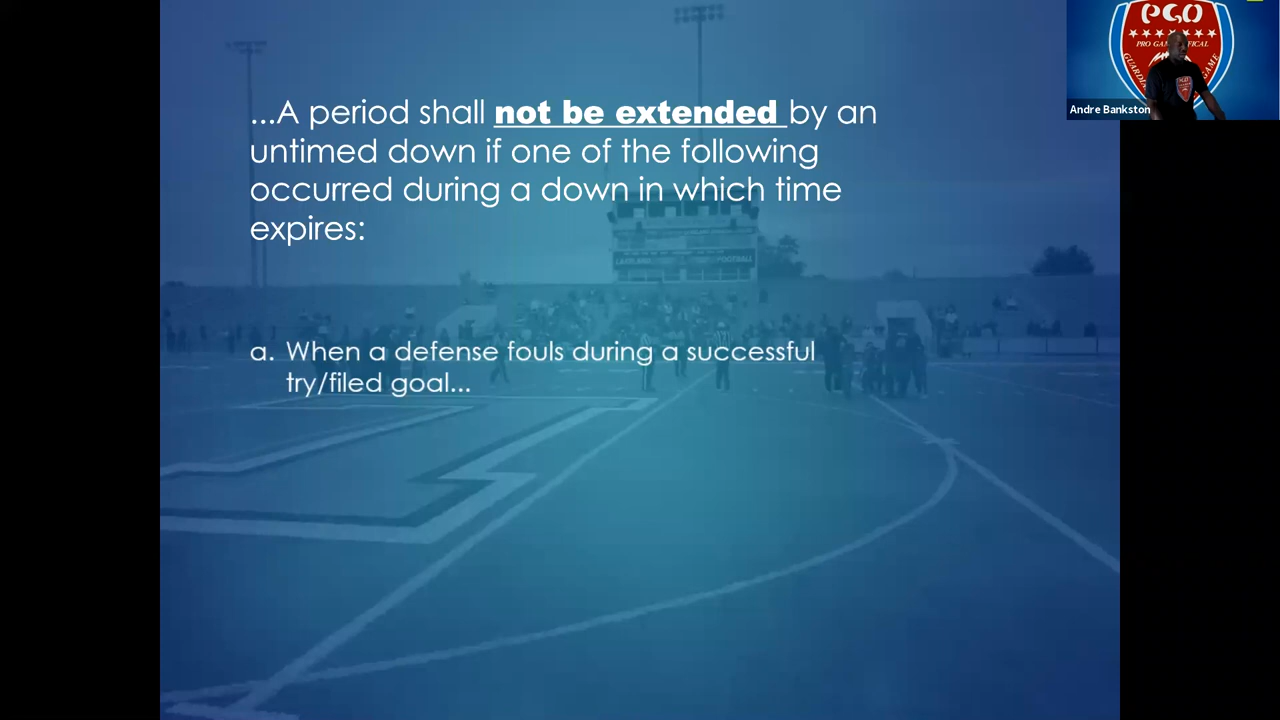 ...A period shall not be extended by an
untimed down if one of the following
occurred during a down in which time
expires:
a. When a defense fouls during a successful
try/filed goal...
PGO
Andre Bankston